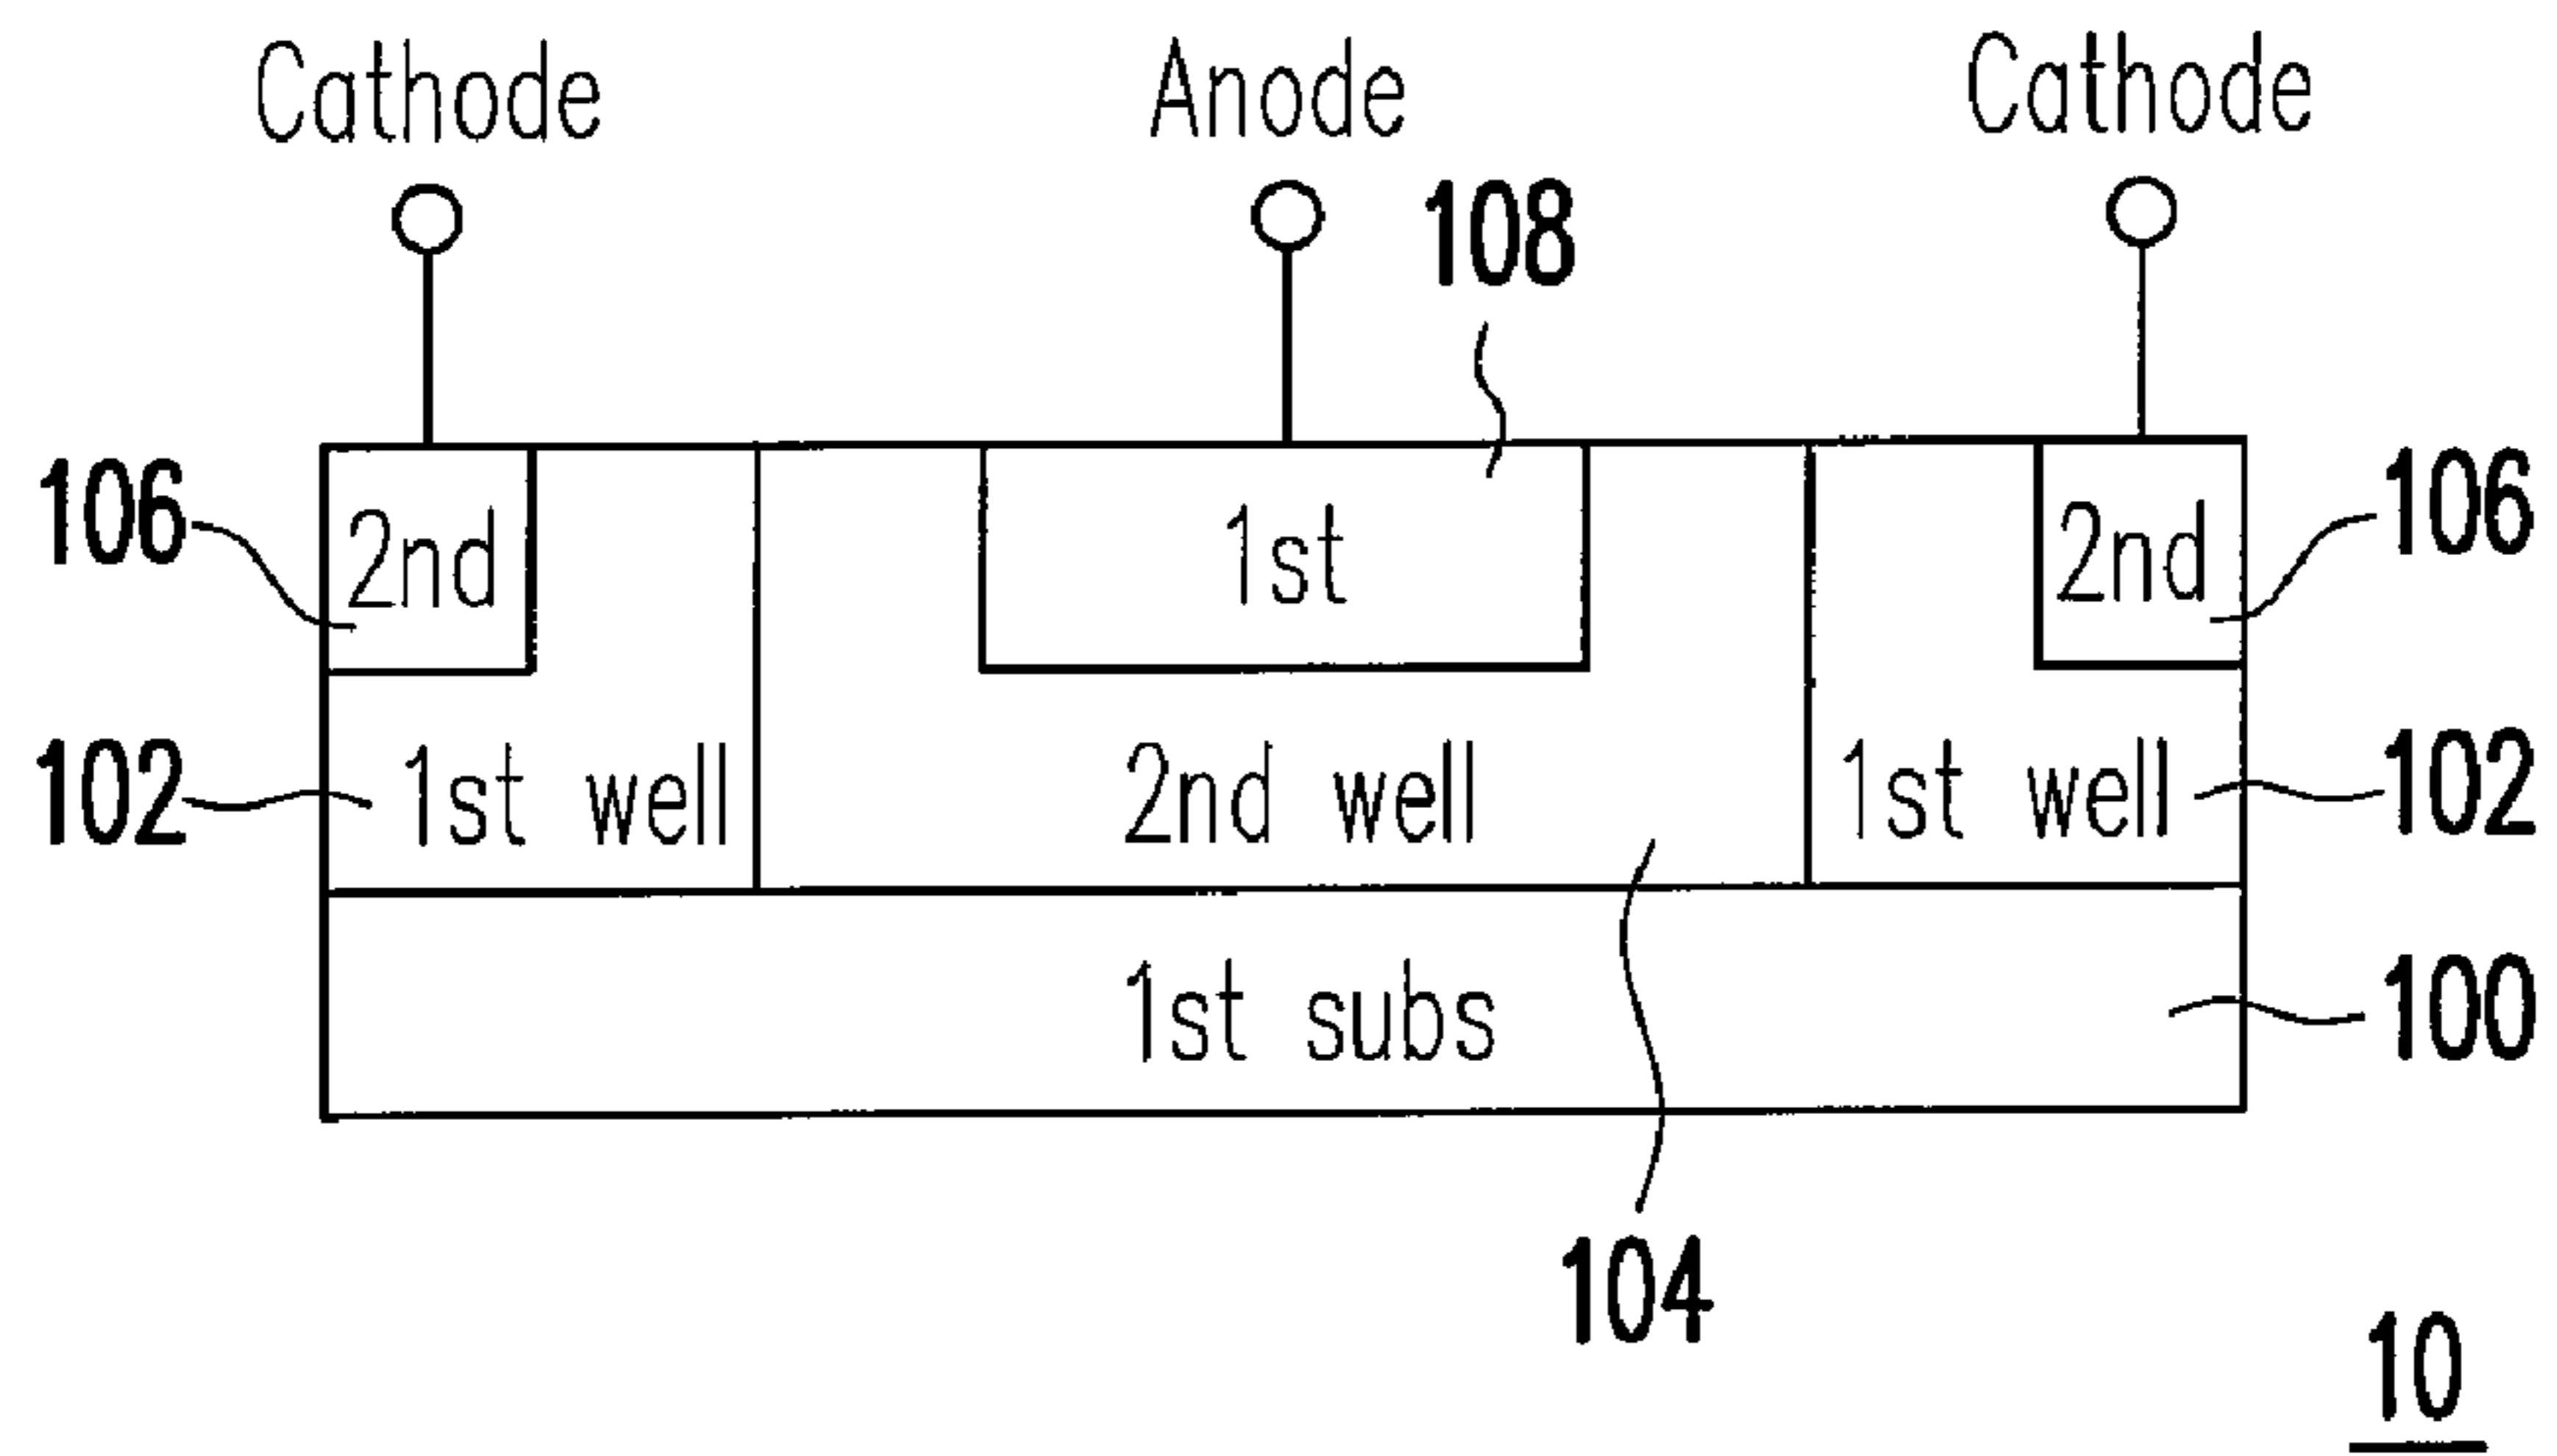 Cathode Anode Cathode
108
106 2nd 1st 2nd 106
102 1st well 2nd well 1st well 102
1st subs 100
104
10